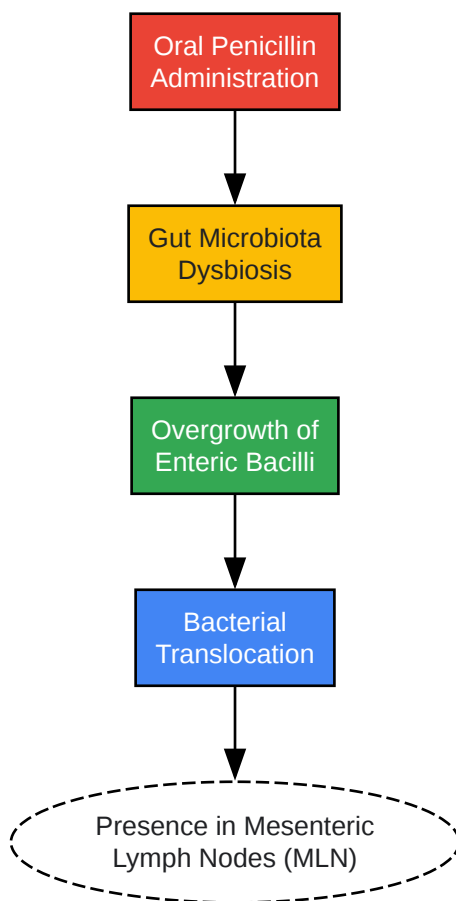 Oral Penicillin
Administration
Gut Microbiota
Dysbiosis
Overgrowth of
Enteric Bacilli
Bacterial
Translocation
Presence in Mesenteric
Lymph Nodes (MLN)